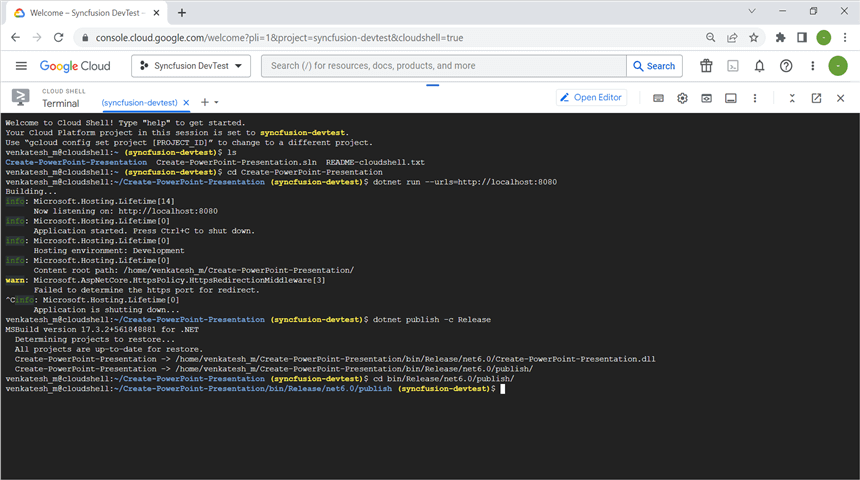 Welcome – Syncfusion DevTest –
console.cloud.google.com/welcome?pli=1&project=syncfusion-devtest&cloudshell=true
Google Cloud
Syncfusion DevTest
Search (/) for resources, docs, products, and more
Search
CLOUD SHELL
Terminal
(syncfusion-devtest)
Open Editor
Welcome to Cloud Shell! Type "help" to get started.
Your Cloud Platform project in this session is set to syncfusion-devtest.
Use “gcloud config set project [PROJECT_ID]” to change to a different project.
venkatesh_m@cloudshell:~ (syncfusion-devtest)$ ls
Create-PowerPoint-Presentation Create-PowerPoint-Presentation.sln README-cloudshell.txt
venkatesh_m@cloudshell:~ (syncfusion-devtest)$ cd Create-PowerPoint-Presentation
venkatesh_m@cloudshell:~/Create-PowerPoint-Presentation (syncfusion-devtest)$ dotnet run --urls=http://localhost:8080
Building...
info: Microsoft.Hosting.Lifetime[14]
Now listening on: http://localhost:8080
info: Microsoft.Hosting.Lifetime[0]
Application started. Press Ctrl+C to shut down.
info: Microsoft.Hosting.Lifetime[0]
Hosting environment: Development
info: Microsoft.Hosting.Lifetime[0]
Content root path: /home/venkatesh_m/Create-PowerPoint-Presentation/
warn: Microsoft.AspNetCore.HttpsPolicy.HttpsRedirectionMiddleware[3]
Failed to determine the https port for redirect.
^Cinfo: Microsoft.Hosting.Lifetime[0]
Application is shutting down...
venkatesh_m@cloudshell:~/Create-PowerPoint-Presentation (syncfusion-devtest)$ dotnet publish -c Release
MSBuild version 17.3.2+561848881 for .NET
Determining projects to restore...
All projects are up-to-date for restore.
Create-PowerPoint-Presentation -> /home/venkatesh_m/Create-PowerPoint-Presentation/bin/Release/net6.0/Create-PowerPoint-Presentation.dll
Create-PowerPoint-Presentation -> /home/venkatesh_m/Create-PowerPoint-Presentation/bin/Release/net6.0/publish/
venkatesh_m@cloudshell:~/Create-PowerPoint-Presentation (syncfusion-devtest)$ cd bin/Release/net6.0/publish/
venkatesh_m@cloudshell:~/Create-PowerPoint-Presentation/bin/Release/net6.0/publish (syncfusion-devtest)$